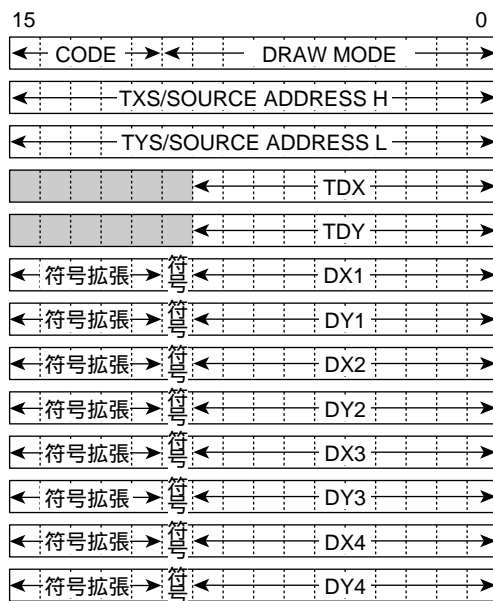 15 0
CODE DRAW MODE
TXS/SOURCE ADDRESS H
TYS/SOURCE ADDRESS L
TDX
TDY
符号拡張 符号 DX1
符号拡張 符号 DY1
符号拡張 符号 DX2
符号拡張 符号 DY2
符号拡張 符号 DX3
符号拡張 符号 DY3
符号拡張 符号 DX4
符号拡張 符号 DY4